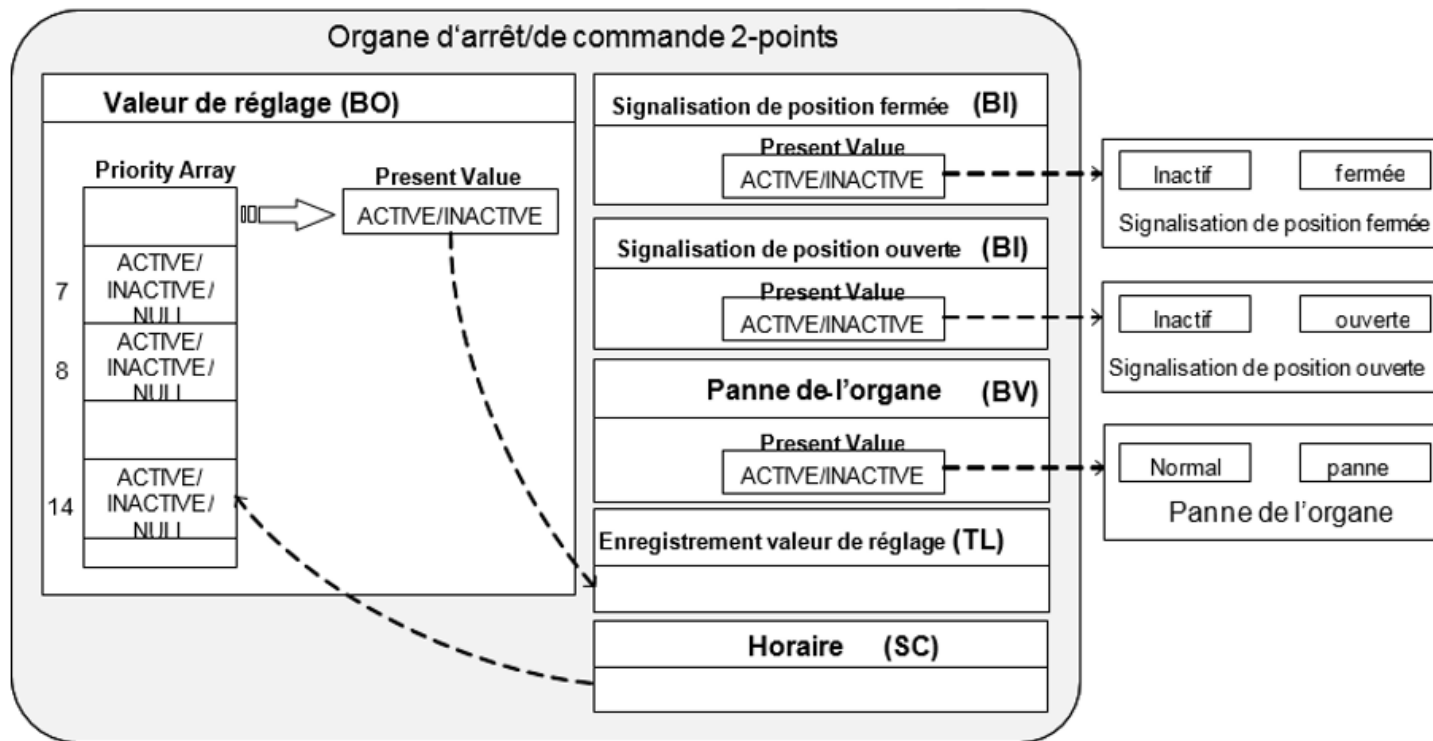 Organe d'arrêt/de commande 2-points
Valeur de réglage (BO)
Priority Array
Present Value
ACTIVE/INACTIVE
7
ACTIVE/
INACTIVE/
NULL
8
ACTIVE/
INACTIVE/
NULL
14
ACTIVE/
INACTIVE/
NULL
Signalisation de position fermée (BI)
Present Value
ACTIVE/INACTIVE
Signalisation de position ouverte (BI)
Present Value
ACTIVE/INACTIVE
Panne de-l'organe (BV)
Present Value
ACTIVE/INACTIVE
Enregistrement valeur de réglage (TL)
Horaire (SC)
Inactif fermée
Signalisation de position fermée
Inactif ouverte
Signalisation de position ouverte
Normal panne
Panne de l'organe